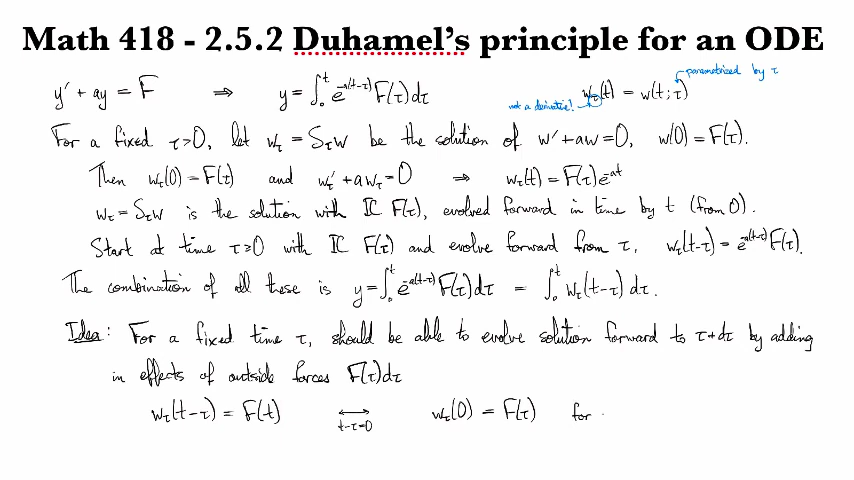 Math 418 - 2.5.2 Duhamel's principle for an ODE
parametrized by τ
y' + ay = F ⇒ y = ∫₀ᵗ e^{-a(t-τ)} F(τ) dτ w_τ(t) = w(t; τ)
not a derivative!
For a fixed τ>0, let w_τ = S_τ w be the solution of w' + aw = 0, w(0) = F(τ).
Then w_τ(0) = F(τ) and w_τ' + a w_τ = 0 ⇒ w_τ(t) = F(τ) e^{-at}
w_τ = S_τ w is the solution with IC F(τ), evolved forward in time by t (from 0).
Start at time τ≥0 with IC F(τ) and evolve forward from τ, w_τ(t-τ) = e^{-a(t-τ)} F(τ).
The combination of all these is y = ∫₀ᵗ e^{-a(t-τ)} F(τ) dτ = ∫₀ᵗ w_τ(t-τ) dτ.
Idea: For a fixed time τ, should be able to evolve solution forward to τ+dτ by adding
in effects of outside forces F(τ)dτ
w_τ(t-τ) = F(t) ⟷ w_τ(0) = F(τ) for
t-τ=0